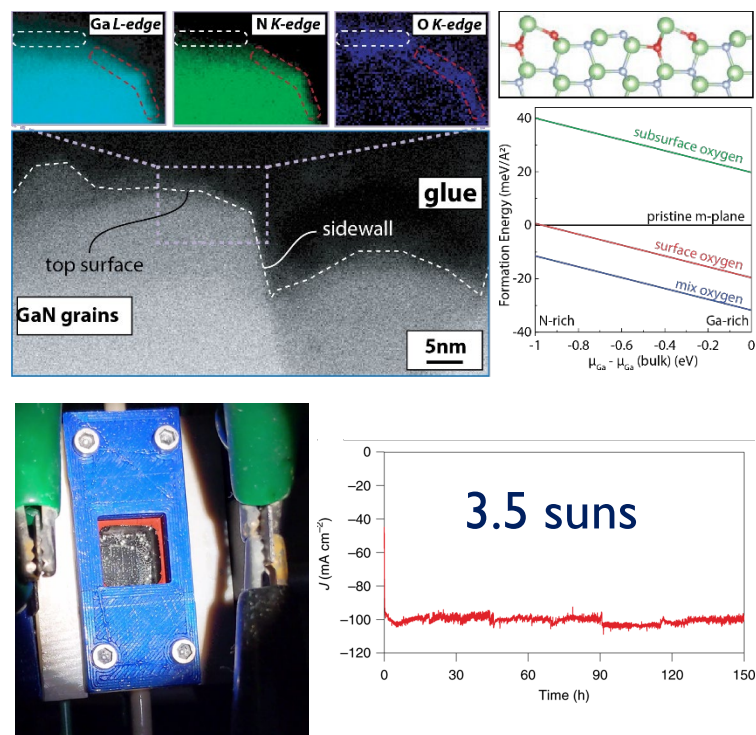 Ga L-edge
N K-edge
O K-edge
glue
sidewall
top surface
GaN grains
5nm
Formation Energy (meV/A²)
40
20
0
-20
-40
subsurface oxygen
pristine m-plane
surface oxygen
mix oxygen
N-rich
Ga-rich
-1
-0.8
-0.6
-0.4
-0.2
0
μGa - μGa (bulk) (eV)
J (mA cm⁻²)
0
−20
−40
−60
−80
−100
−120
3.5 suns
0
30
60
90
120
150
Time (h)